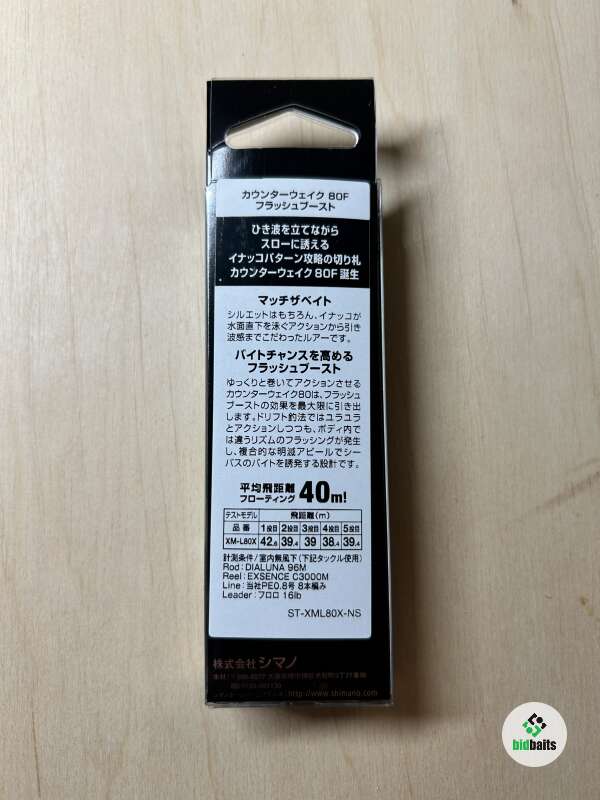 カウンターウェイク 80F
フラッシュブースト
ひき波を立てながら
スローに誘える
イナッコパターン攻略の切り札
カウンターウェイク80F 誕生
マッチザベイト
シルエットはもちろん、イナッコが
水面直下を泳ぐアクションから引き
波感までこだわったルアーです。
バイトチャンスを高める
フラッシュブースト
ゆっくりと巻いてアクションさせる
カウンターウェイク80は、フラッシュ
ブーストの効果を最大限に引き出
します。ドリフト釣法ではユラユラ
とアクションしつつも、ボディ内で
は違うリズムのフラッシングが発生
し、複合的な明滅アピールでシー
バスのバイトを誘発する設計です。
平均飛距離
フローティング 40m!
テストモデル 飛距離(m)
品番 1投目 2投目 3投目 4投目 5投目
XM-L80X 42.6 39.4 39 38.4 39.4
計測条件/室内無風下(下記タックル使用)
Rod:DIALUNA 96M
Reel:EXSENCE C3000M
Line:当社PE0.8号 8本編み
Leader:フロロ 16lb
ST-XML80X-NS
株式会社シマノ
http://www.shimano.com
bidbaits